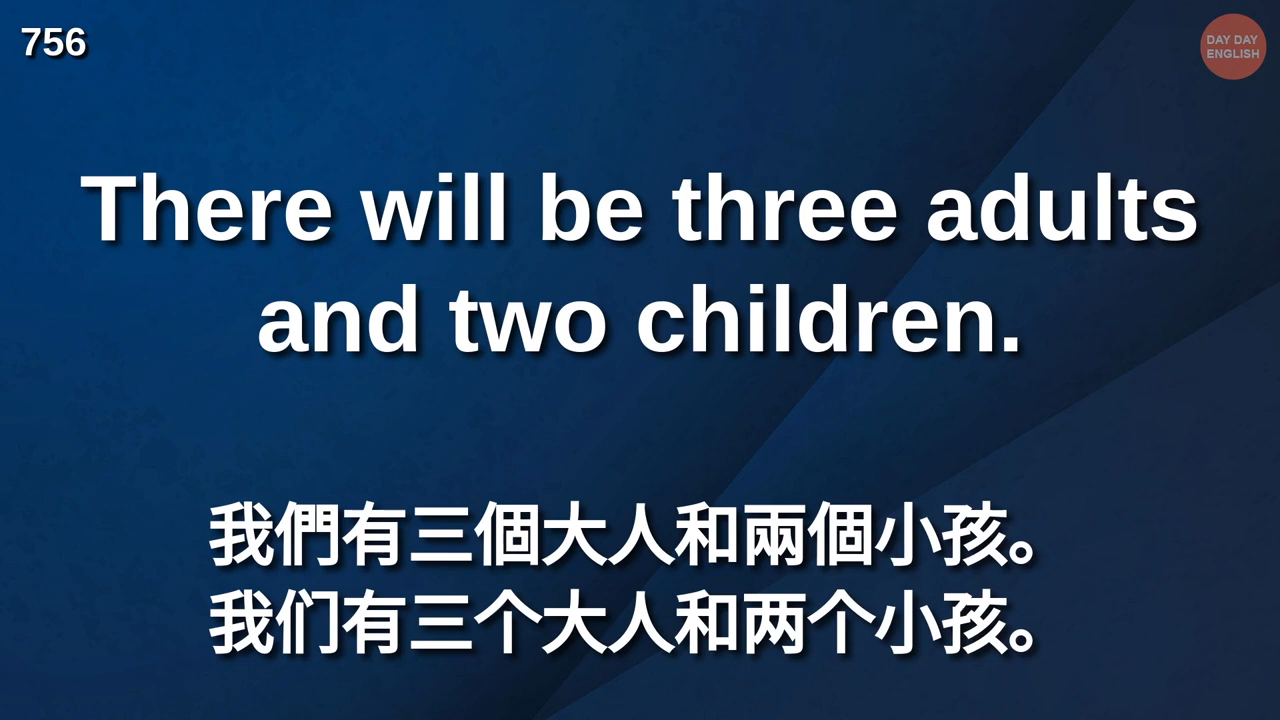 756
DAY DAY
ENGLISH
There will be three adults
and two children.
我們有三個大人和兩個小孩。
我们有三个大人和两个小孩。